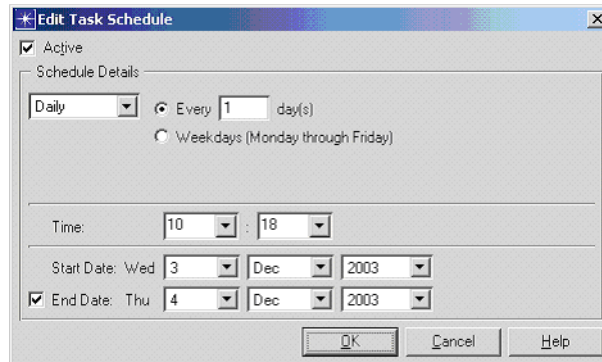 Edit Task Schedule
Active
Schedule Details
Daily Every 1 day(s)
Weekdays (Monday through Friday)
Time: 10 : 18
Start Date: Wed 3 Dec 2003
End Date: Thu 4 Dec 2003
OK Cancel Help